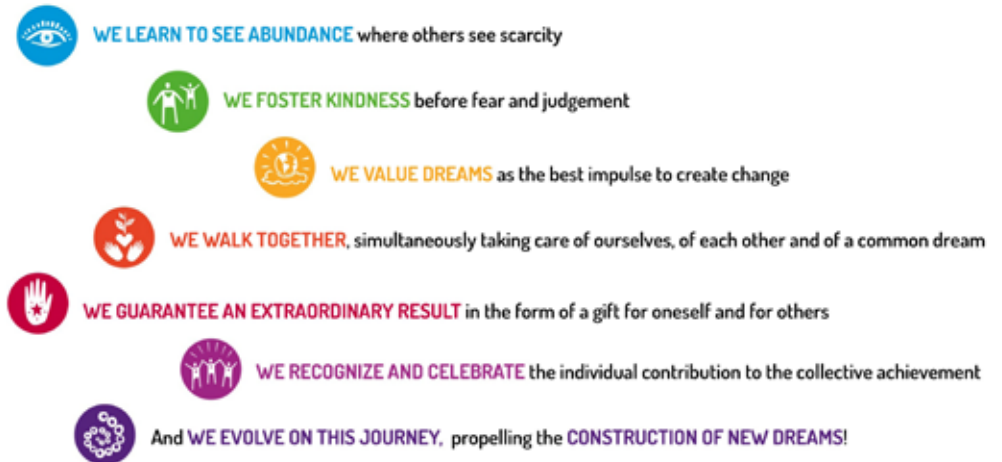 WE LEARN TO SEE ABUNDANCE where others see scarcity
WE FOSTER KINDNESS before fear and judgement
WE VALUE DREAMS as the best impulse to create change
WE WALK TOGETHER, simultaneously taking care of ourselves, of each other and of a common dream
WE GUARANTEE AN EXTRAORDINARY RESULT in the form of a gift for oneself and for others
WE RECOGNIZE AND CELEBRATE the individual contribution to the collective achievement
And WE EVOLVE ON THIS JOURNEY, propelling the CONSTRUCTION OF NEW DREAMS!